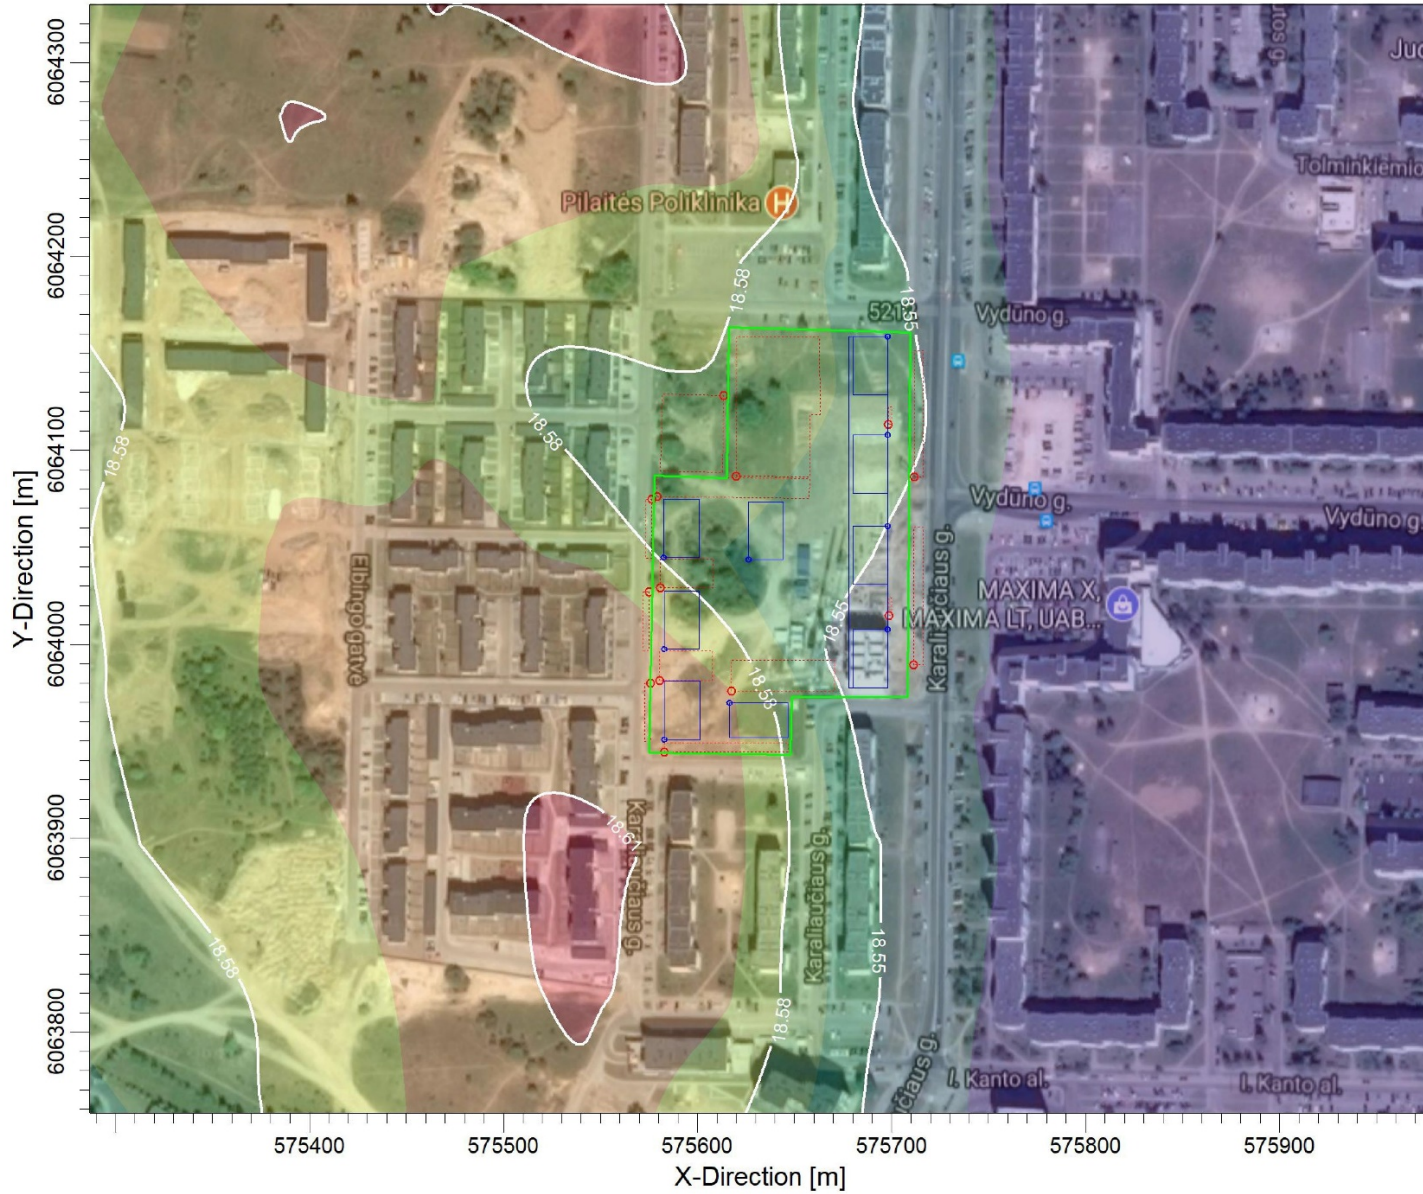 6064300
6064200
6064100
6064000
6063900
6063800
Y-Direction [m]
Pilaitės Poliklinika
H
Tolminkiemio
18.58
18.55
Vydūno g.
18.58
18.58
Vydūno g.
Vydūno g.
Elbingo gatvė
MAXIMA X,
MAXIMA LT, UAB...
18.55
Karaliaučiaus g.
18.58
18.61
Karaliaučiaus g.
Karaliaučiaus g.
18.58
18.55
18.58
I. Kanto al.
I. Kanto al.
575400
575500
575600
575700
575800
575900
X-Direction [m]